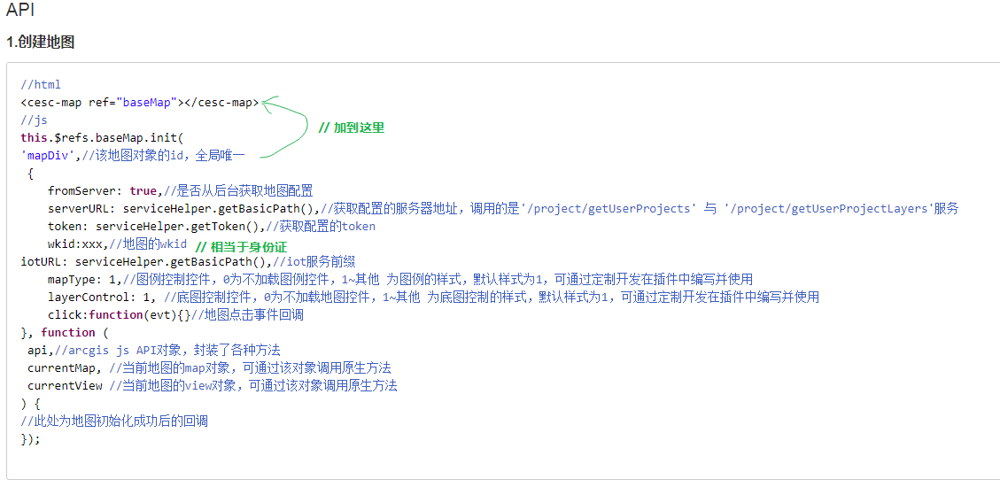 API
1.创建地图
//html
<cesc-map ref="baseMap"></cesc-map>
//js
// 加到这里
this.$refs.baseMap.init(
'mapDiv',//该地图对象的id，全局唯一
{
fromServer: true,//是否从后台获取地图配置
serverURL: serviceHelper.getBasicPath(),//获取配置的服务器地址，调用的是'/project/getUserProjects' 与 '/project/getUserProjectLayers'服务
token: serviceHelper.getToken(),//获取配置的token
wkid:xxx,//地图的wkid // 相当于身份证
iotURL: serviceHelper.getBasicPath(),//iot服务前缀
mapType: 1,//图例控制控件，0为不加载图例控件，1~其他 为图例的样式，默认样式为1，可通过定制开发在插件中编写并使用
layerControl: 1, //底图控制控件，0为不加载地图控件，1~其他 为底图控制的样式，默认样式为1，可通过定制开发在插件中编写并使用
click:function(evt){}//地图点击事件回调
}, function (
api,//arcgis js API对象，封装了各种方法
currentMap, //当前地图的map对象，可通过该对象调用原生方法
currentView //当前地图的view对象，可通过该对象调用原生方法
) {
//此处为地图初始化成功后的回调
});